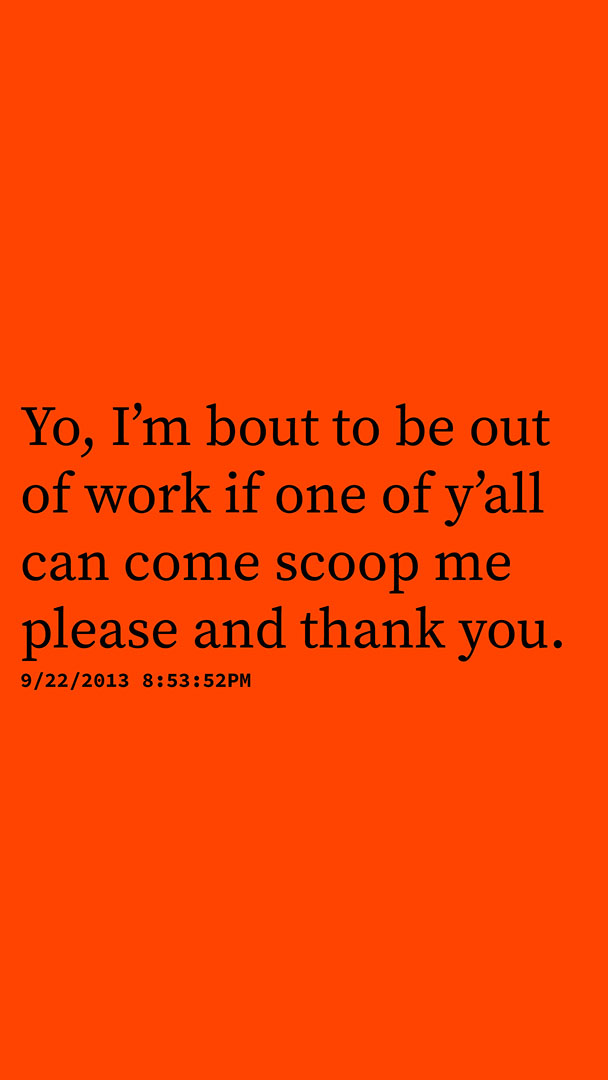 Yo, I’m bout to be out
of work if one of y’all
can come scoop me
please and thank you.
9/22/2013 8:53:52PM